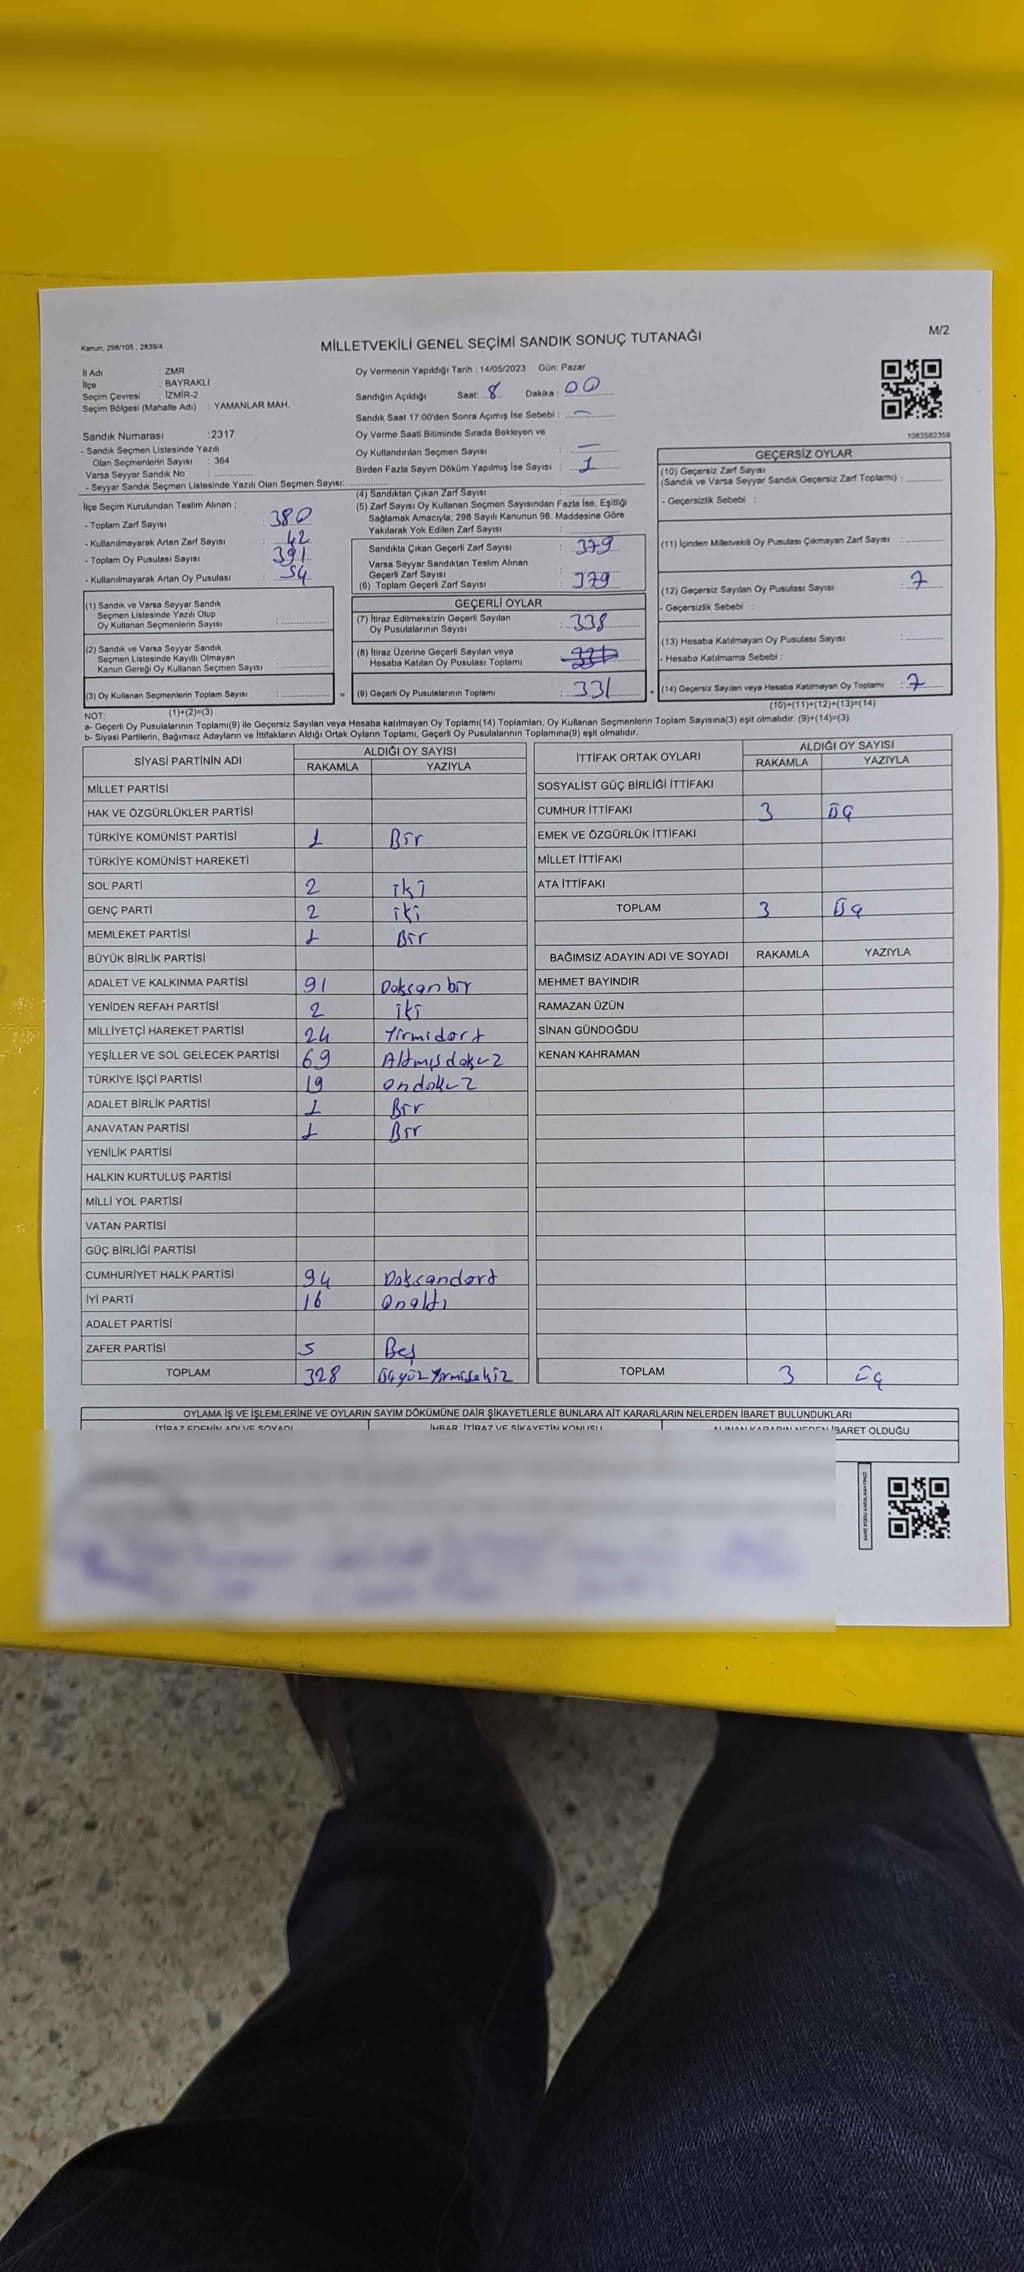 Kanun, 298/105 , 2839/4
MİLLETVEKİLİ GENEL SEÇİMİ SANDIK SONUÇ TUTANAĞI
M/2
İl Adı : ZMR
İlçe : BAYRAKLI
Seçim Çevresi : İZMİR-2
Seçim Bölgesi (Mahalle Adı) : YAMANLAR MAH.
Sandık Numarası :2317
- Sandık Seçmen Listesinde Yazılı
Olan Seçmenlerin Sayısı : 364
Varsa Seyyar Sandık No :
- Seyyar Sandık Seçmen Listesinde Yazılı Olan Seçmen Sayısı:
Oy Vermenin Yapıldığı Tarih : 14/05/2023 Gün: Pazar
Sandığın Açıldığı Saat: 8 Dakika : 00
Sandık Saat 17:00'den Sonra Açımış İse Sebebi : —
Oy Verme Saati Bitiminde Sırada Bekleyen ve
Oy Kullandırılan Seçmen Sayısı : —
Birden Fazla Sayım Döküm Yapılmış İse Sayısı : 1
1083582359
İlçe Seçim Kurulundan Teslim Alınan ;
- Toplam Zarf Sayısı : 380
- Kullanılmayarak Artan Zarf Sayısı : 42
- Toplam Oy Pusulası Sayısı : 391
- Kullanılmayarak Artan Oy Pusulası : 54
(1) Sandık ve Varsa Seyyar Sandık
Seçmen Listesinde Yazılı Olup
Oy Kullanan Seçmenlerin Sayısı :
(2) Sandık ve Varsa Seyyar Sandık
Seçmen Listesinde Kayıtlı Olmayan
Kanun Gereği Oy Kullanan Seçmen Sayısı :
(3) Oy Kullanan Seçmenlerin Toplam Sayısı :
(1)+(2)=(3)
(4) Sandıktan Çıkan Zarf Sayısı :
(5) Zarf Sayısı Oy Kullanan Seçmen Sayısından Fazla İse, Eşitliği
Sağlamak Amacıyla; 298 Sayılı Kanunun 98. Maddesine Göre
Yakılarak Yok Edilen Zarf Sayısı :
Sandıkta Çıkan Geçerli Zarf Sayısı : 379
Varsa Seyyar Sandıktan Teslim Alınan
Geçerli Zarf Sayısı :
(6) Toplam Geçerli Zarf Sayısı : 379
GEÇERLİ OYLAR
(7) İtiraz Edilmeksizin Geçerli Sayılan
Oy Pusulalarının Sayısı : 338
(8) İtiraz Üzerine Geçerli Sayılan veya
Hesaba Katılan Oy Pusulası Toplamı :
= (9) Geçerli Oy Pusulalarının Toplamı : 331
GEÇERSİZ OYLAR
(10) Geçersiz Zarf Sayısı
(Sandık ve Varsa Seyyar Sandık Geçersiz Zarf Toplamı) :
- Geçersizlik Sebebi :
(11) İçinden Milletvekili Oy Pusulası Çıkmayan Zarf Sayısı :
(12) Geçersiz Sayılan Oy Pusulası Sayısı : 7
- Geçersizlik Sebebi :
(13) Hesaba Katılmayan Oy Pusulası Sayısı :
- Hesaba Katılmama Sebebi :
+ (14) Geçersiz Sayılan veya Hesaba Katılmayan Oy Toplamı : 7
(10)+(11)+(12)+(13)=(14)
NOT:
a- Geçerli Oy Pusulalarının Toplamı(9) ile Geçersiz Sayılan veya Hesaba katılmayan Oy Toplamı(14) Toplamları, Oy Kullanan Seçmenlerin Toplam Sayısına(3) eşit olmalıdır. (9)+(14)=(3)
b- Siyasi Partilerin, Bağımsız Adayların ve İttifakların Aldığı Ortak Oyların Toplamı, Geçerli Oy Pusulalarının Toplamına(9) eşit olmalıdır.
SİYASİ PARTİNİN ADI ALDIĞI OY SAYISI
RAKAMLA YAZIYLA
MİLLET PARTİSİ
HAK VE ÖZGÜRLÜKLER PARTİSİ
TÜRKİYE KOMÜNİST PARTİSİ 1 Bir
TÜRKİYE KOMÜNİST HAREKETİ
SOL PARTİ 2 iki
GENÇ PARTİ 2 iki
MEMLEKET PARTİSİ 1 Bir
BÜYÜK BİRLİK PARTİSİ
ADALET VE KALKINMA PARTİSİ 91 Doksanbir
YENİDEN REFAH PARTİSİ 2 iki
MİLLİYETÇİ HAREKET PARTİSİ 24 Yirmidört
YEŞİLLER VE SOL GELECEK PARTİSİ 69 Altmışdokuz
TÜRKİYE İŞÇİ PARTİSİ 19 ondokuz
ADALET BİRLİK PARTİSİ 1 Bir
ANAVATAN PARTİSİ 1 Bir
YENİLİK PARTİSİ
HALKIN KURTULUŞ PARTİSİ
MİLLİ YOL PARTİSİ
VATAN PARTİSİ
GÜÇ BİRLİĞİ PARTİSİ
CUMHURİYET HALK PARTİSİ 94 Doksandört
İYİ PARTİ 16 onaltı
ADALET PARTİSİ
ZAFER PARTİSİ 5 Beş
TOPLAM 328 üçyüzyirmisekiz
İTTİFAK ORTAK OYLARI ALDIĞI OY SAYISI
RAKAMLA YAZIYLA
SOSYALİST GÜÇ BİRLİĞİ İTTİFAKI
CUMHUR İTTİFAKI 3 üç
EMEK VE ÖZGÜRLÜK İTTİFAKI
MİLLET İTTİFAKI
ATA İTTİFAKI
TOPLAM 3 üç
BAĞIMSIZ ADAYIN ADI VE SOYADI RAKAMLA YAZIYLA
MEHMET BAYINDIR
RAMAZAN ÜZÜN
SİNAN GÜNDOĞDU
KENAN KAHRAMAN
TOPLAM 3 üç
OYLAMA İŞ VE İŞLEMLERİNE VE OYLARIN SAYIM DÖKÜMÜNE DAİR ŞİKAYETLERLE BUNLARA AİT KARARLARIN NELERDEN İBARET BULUNDUKLARI
İTİRAZ EDENİN ADI VE SOYADI İHBAR, İTİRAZ VE ŞİKAYETİN KONUSU ALINAN KARARIN NEDEN İBARET OLDUĞU